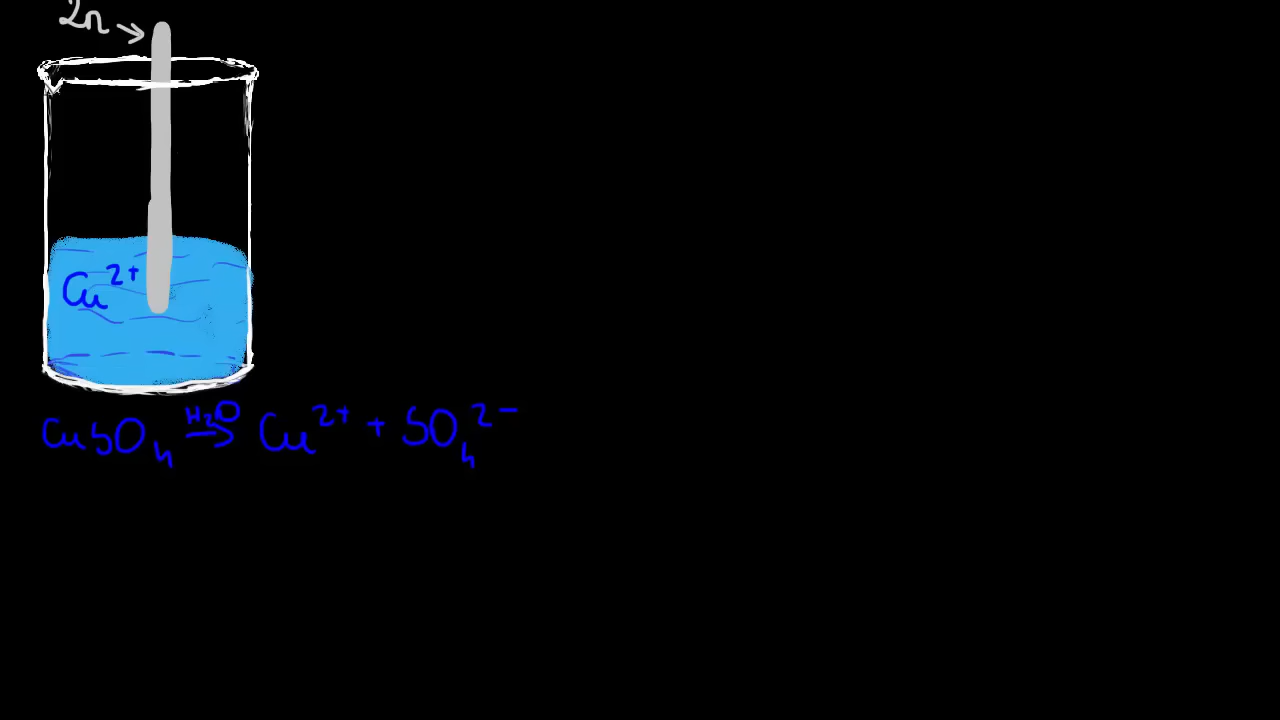 Zn →
Cu²⁺
CuSO₄ H₂O → Cu²⁺ + SO₄²⁻